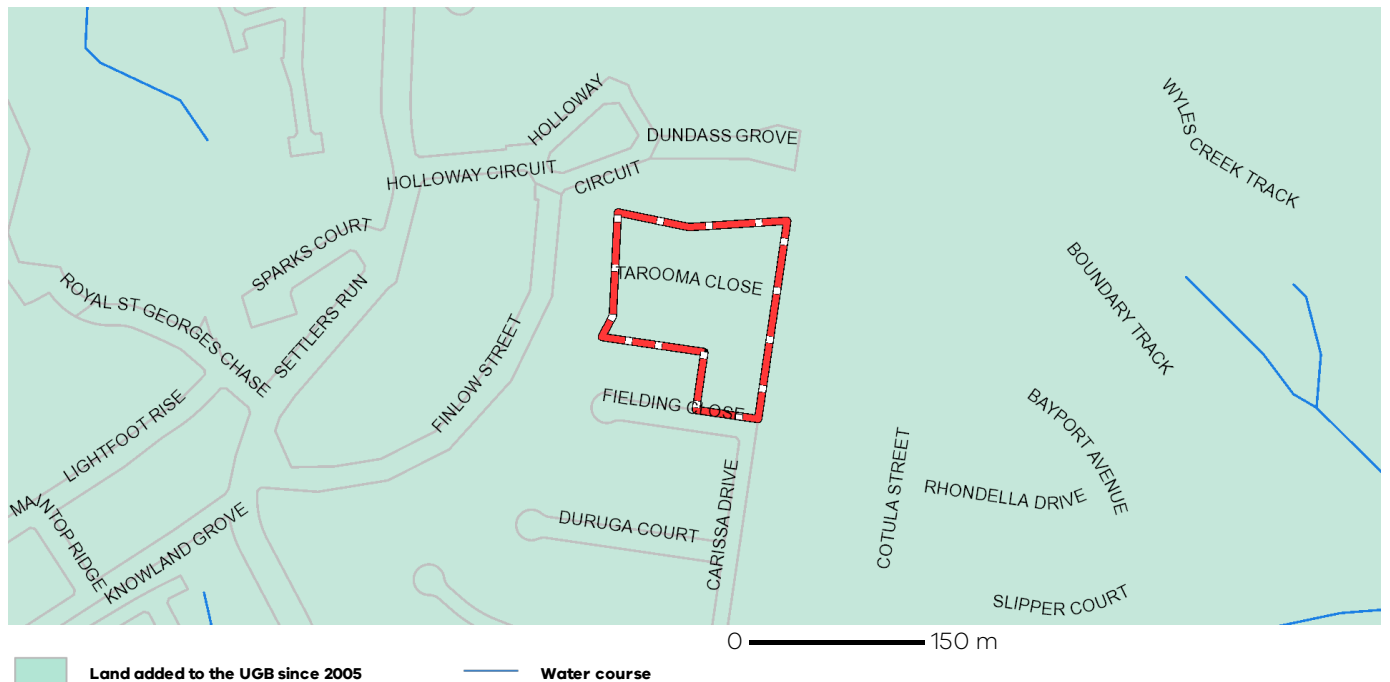 WYLES CREEK TRACK
HOLLOWAY
DUNDASS GROVE
HOLLOWAY CIRCUIT
CIRCUIT
SPARKS COURT
TAROOMA CLOSE
BOUNDARY TRACK
ROYAL ST GEORGES CHASE
SETTLERS RUN
FINLOW STREET
FIELDING CLOSE
BAYPORT AVENUE
LIGHTFOOT RISE
COTULA STREET
RHONDELLA DRIVE
CARISSA DRIVE
DURUGA COURT
MAINTOP RIDGE
KNOWLAND GROVE
SLIPPER COURT
0 150 m
Land added to the UGB since 2005
Water course